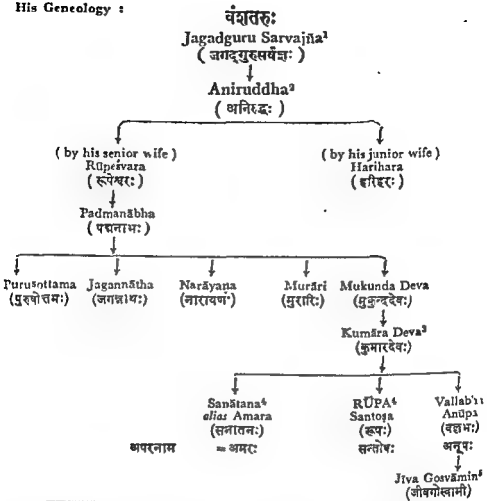 His Geneology :
वंशतरुः
Jagadguru Sarvajña¹
( जगद्गुरुसर्वज्ञः )
Aniruddha²
( अनिरुद्धः )
( by his senior wife ) ( by his junior wife )
Rūpeśvara Harihara
( रूपेश्वरः ) ( हरिहरः )
Padmanābha
( पद्मनाभः )
Purusottama Jagannātha Narāyaṇa Murāri Mukunda Deva
(पुरुषोत्तमः) (जगन्नाथः) (नारायणः) (मुरारिः) (मुकुन्ददेवः)
Kumāra Deva³
(कुमारदेवः)
Sanātana⁴ RŪPA⁴ Vallabha
alias Amara Santoṣa Anūpa
(सनातनः) (रूपः) (वल्लभः)
अपरनाम =अमरः सन्तोषः अनूपः
Jīva Gosvāmin⁵
(जीवगोस्वामी)